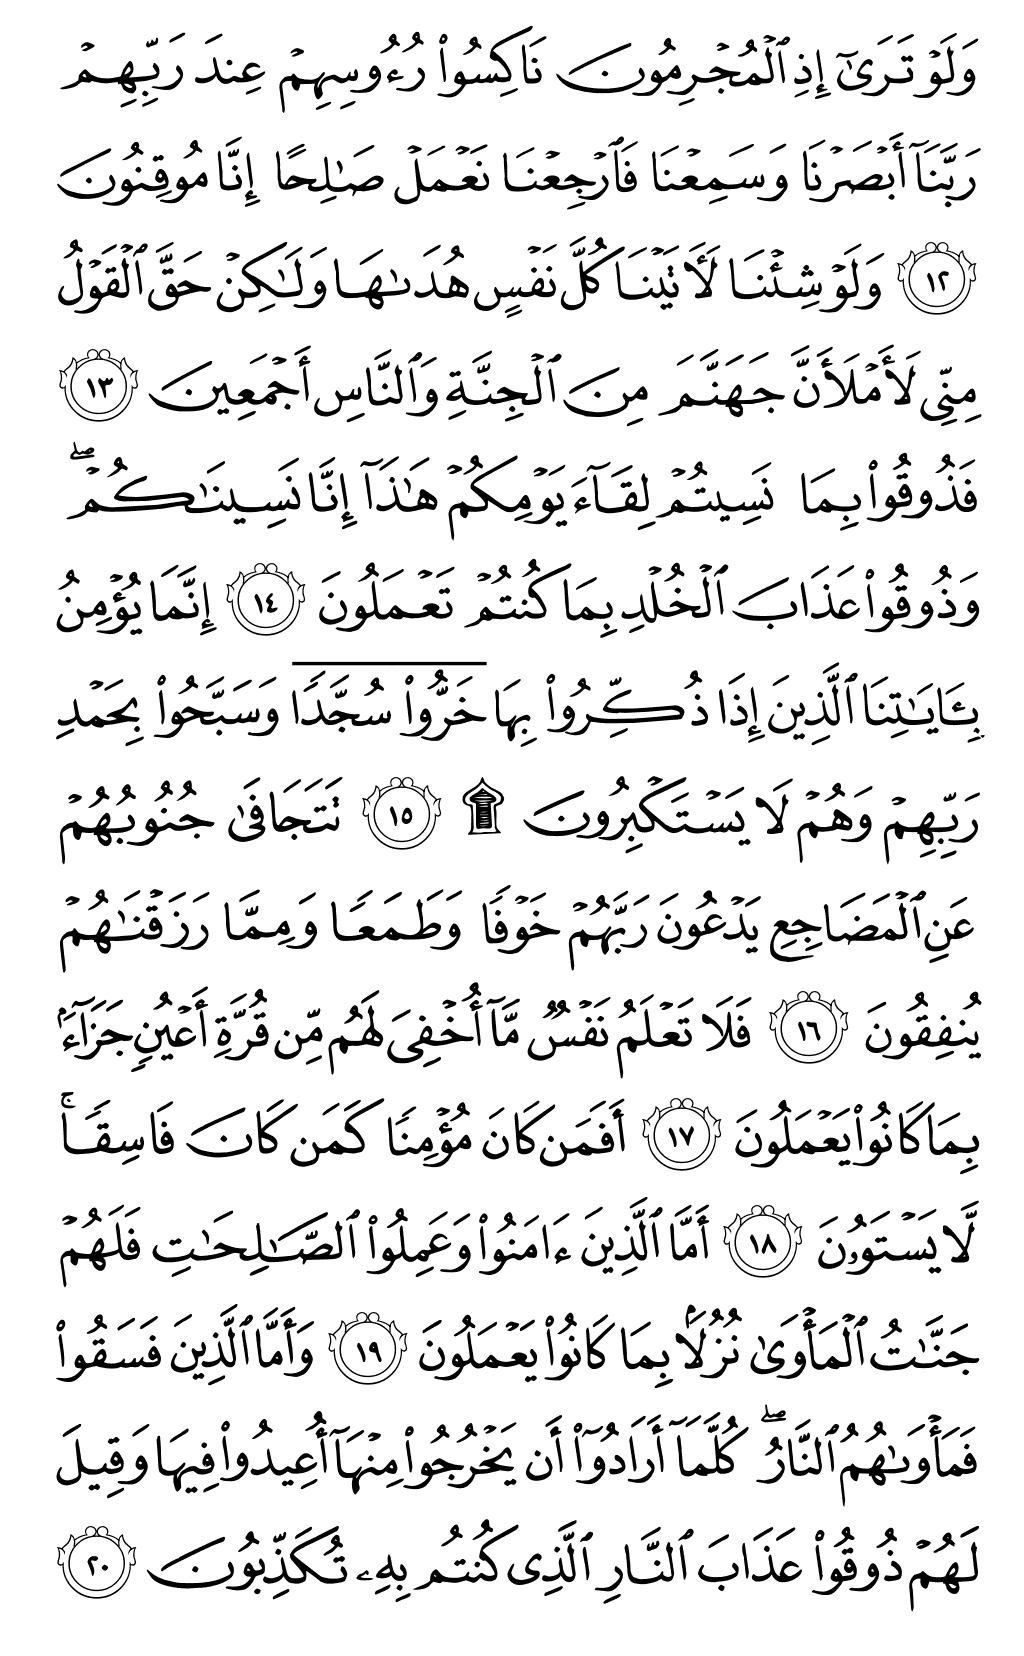 وَلَوْ تَرَىٰٓ إِذِ ٱلْمُجْرِمُونَ نَاكِسُوا۟ رُءُوسِهِمْ عِندَ رَبِّهِمْ
رَبَّنَآ أَبْصَرْنَا وَسَمِعْنَا فَٱرْجِعْنَا نَعْمَلْ صَٰلِحًا إِنَّا مُوقِنُونَ
١٢ وَلَوْ شِئْنَا لَءَاتَيْنَا كُلَّ نَفْسٍ هُدَىٰهَا وَلَٰكِنْ حَقَّ ٱلْقَوْلُ
مِنِّى لَأَمْلَأَنَّ جَهَنَّمَ مِنَ ٱلْجِنَّةِ وَٱلنَّاسِ أَجْمَعِينَ ١٣
فَذُوقُوا۟ بِمَا نَسِيتُمْ لِقَآءَ يَوْمِكُمْ هَٰذَآ إِنَّا نَسِينَٰكُمْ ۖ
وَذُوقُوا۟ عَذَابَ ٱلْخُلْدِ بِمَا كُنتُمْ تَعْمَلُونَ ١٤ إِنَّمَا يُؤْمِنُ
بِـَٔايَٰتِنَا ٱلَّذِينَ إِذَا ذُكِّرُوا۟ بِهَا خَرُّوا۟ سُجَّدًا وَسَبَّحُوا۟ بِحَمْدِ
رَبِّهِمْ وَهُمْ لَا يَسْتَكْبِرُونَ ۩ ١٥ تَتَجَافَىٰ جُنُوبُهُمْ
عَنِ ٱلْمَضَاجِعِ يَدْعُونَ رَبَّهُمْ خَوْفًا وَطَمَعًا وَمِمَّا رَزَقْنَٰهُمْ
يُنفِقُونَ ١٦ فَلَا تَعْلَمُ نَفْسٌ مَّآ أُخْفِىَ لَهُم مِّن قُرَّةِ أَعْيُنٍ جَزَآءًۢ
بِمَا كَانُوا۟ يَعْمَلُونَ ١٧ أَفَمَن كَانَ مُؤْمِنًا كَمَن كَانَ فَاسِقًا ۚ
لَّا يَسْتَوُۥنَ ١٨ أَمَّا ٱلَّذِينَ ءَامَنُوا۟ وَعَمِلُوا۟ ٱلصَّٰلِحَٰتِ فَلَهُمْ
جَنَّٰتُ ٱلْمَأْوَىٰ نُزُلًۢا بِمَا كَانُوا۟ يَعْمَلُونَ ١٩ وَأَمَّا ٱلَّذِينَ فَسَقُوا۟
فَمَأْوَىٰهُمُ ٱلنَّارُ ۖ كُلَّمَآ أَرَادُوٓا۟ أَن يَخْرُجُوا۟ مِنْهَآ أُعِيدُوا۟ فِيهَا وَقِيلَ
لَهُمْ ذُوقُوا۟ عَذَابَ ٱلنَّارِ ٱلَّذِى كُنتُم بِهِۦ تُكَذِّبُونَ ٢٠